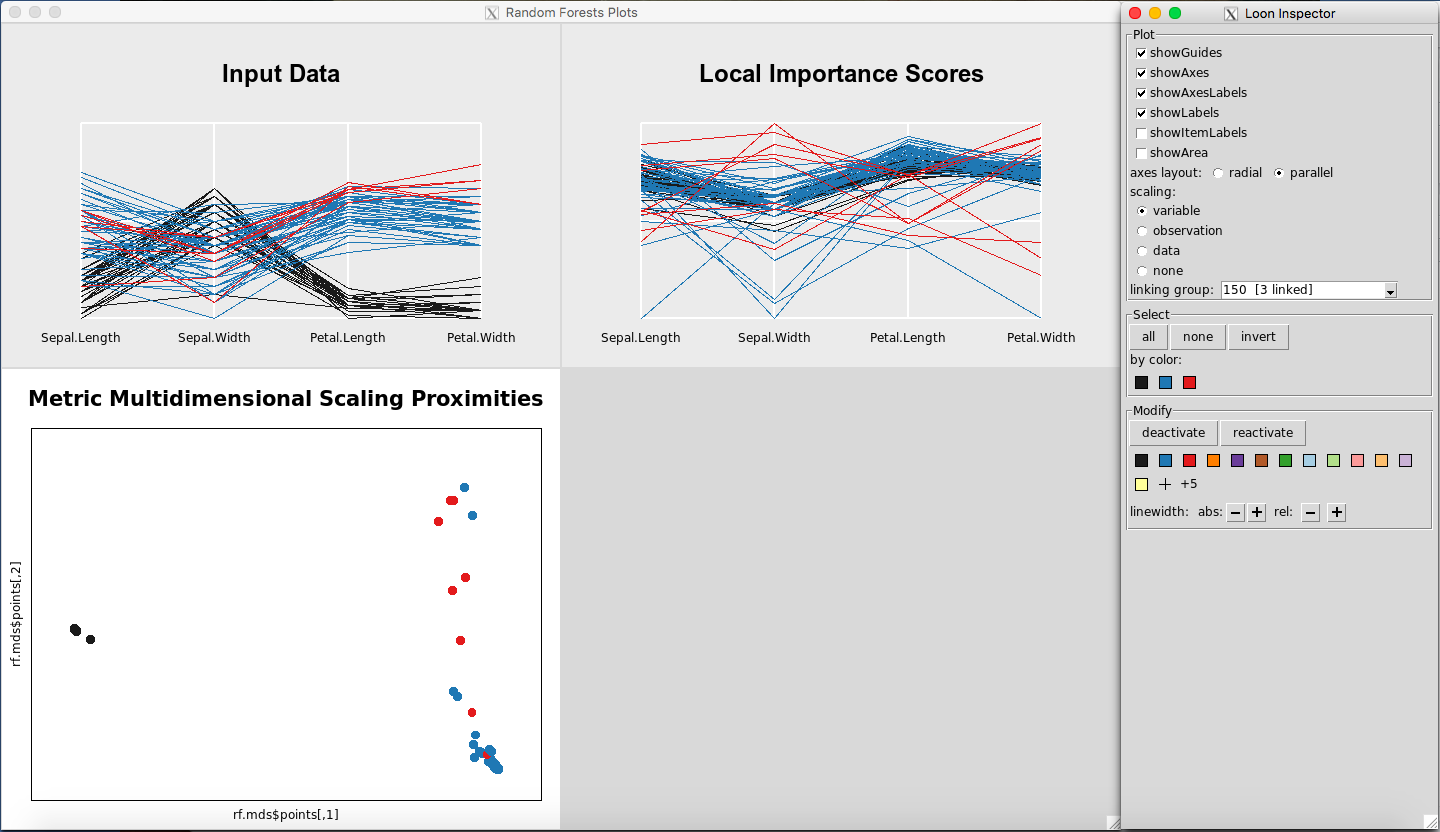 Random Forests Plots
Input Data
Sepal.Length Sepal.Width Petal.Length Petal.Width
Local Importance Scores
Sepal.Length Sepal.Width Petal.Length Petal.Width
Metric Multidimensional Scaling Proximities
rf.mds$points[,2]
rf.mds$points[,1]
Loon Inspector
Plot
showGuides
showAxes
showAxesLabels
showLabels
showItemLabels
showArea
axes layout: radial parallel
scaling:
variable
observation
data
none
linking group: 150 [3 linked]
Select
all none invert
by color:
Modify
deactivate reactivate
+5
linewidth: abs: − + rel: − +